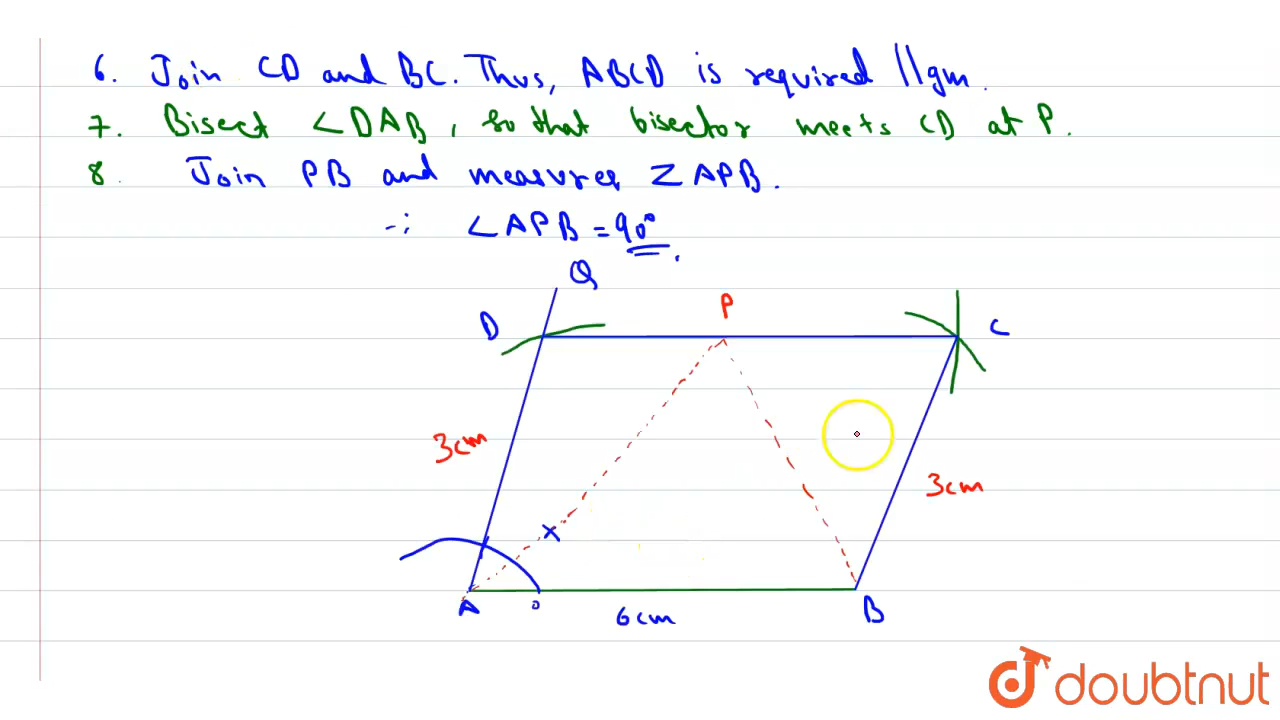 6. Join CD and BC. Thus, ABCD is required ||gm.
7. Bisect ∠DAB, so that bisector meets CD at P.
8. Join PB and measures ∠APB.
∴ ∠APB = 90°.
Q
P
D
C
3cm
3cm
X
A
6cm
B
doubtnut